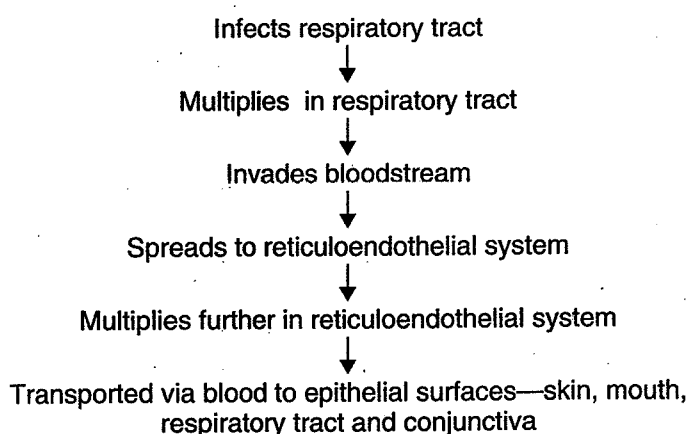 Infects respiratory tract
Multiplies in respiratory tract
Invades bloodstream
Spreads to reticuloendothelial system
Multiplies further in reticuloendothelial system
Transported via blood to epithelial surfaces—skin, mouth,
respiratory tract and conjunctiva